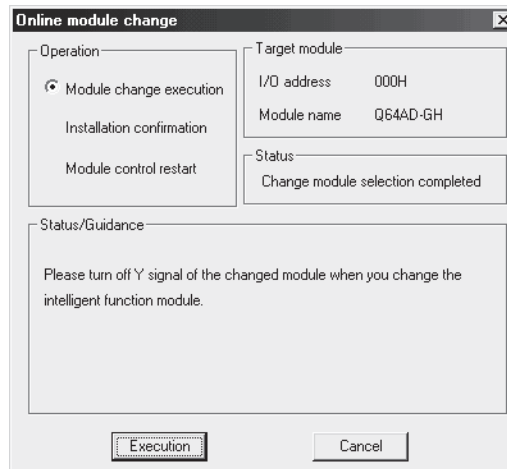 Online module change
Operation
Module change execution
Installation confirmation
Module control restart
Target module
I/O address 000H
Module name Q64AD-GH
Status
Change module selection completed
Status/Guidance
Please turn off Y signal of the changed module when you change the
intelligent function module.
Execution
Cancel